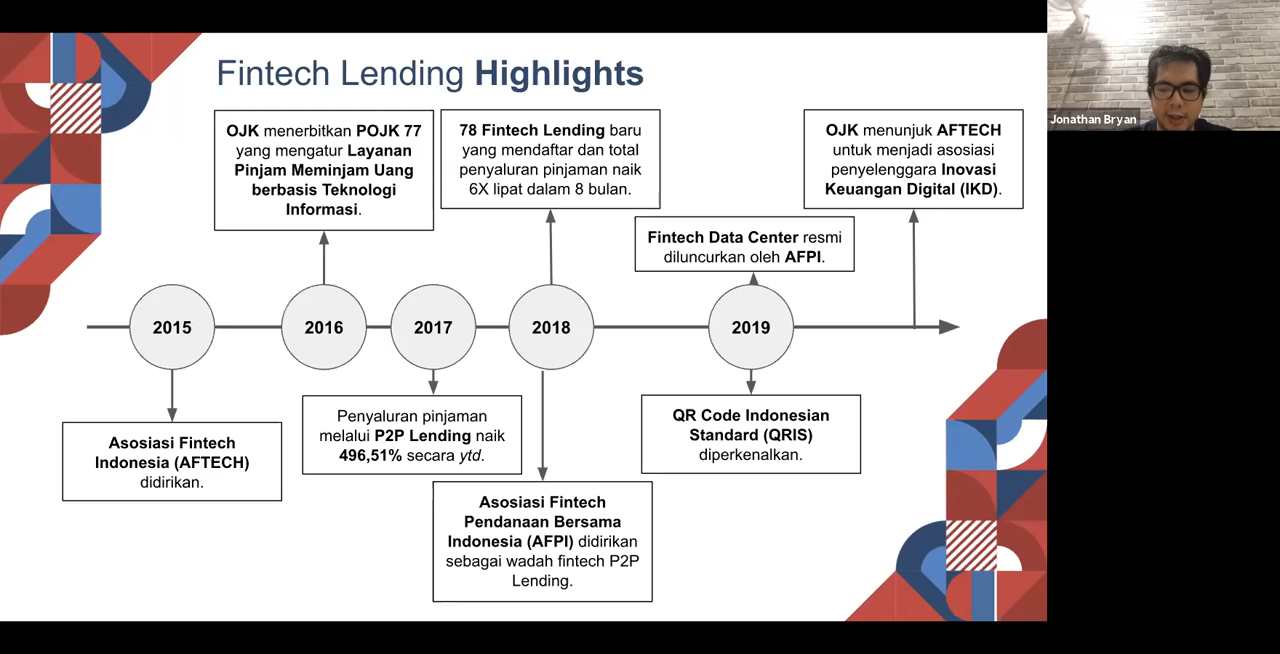 Fintech Lending Highlights
OJK menerbitkan POJK 77
yang mengatur Layanan
Pinjam Meminjam Uang
berbasis Teknologi
Informasi.
78 Fintech Lending baru
yang mendaftar dan total
penyaluran pinjaman naik
6X lipat dalam 8 bulan.
Fintech Data Center resmi
diluncurkan oleh AFPI.
OJK menunjuk AFTECH
untuk menjadi asosiasi
penyelenggara Inovasi
Keuangan Digital (IKD).
2015
2016
2017
2018
2019
Asosiasi Fintech
Indonesia (AFTECH)
didirikan.
Penyaluran pinjaman
melalui P2P Lending naik
496,51% secara ytd.
Asosiasi Fintech
Pendanaan Bersama
Indonesia (AFPI) didirikan
sebagai wadah fintech P2P
Lending.
QR Code Indonesian
Standard (QRIS)
diperkenalkan.
Jonathan Bryan